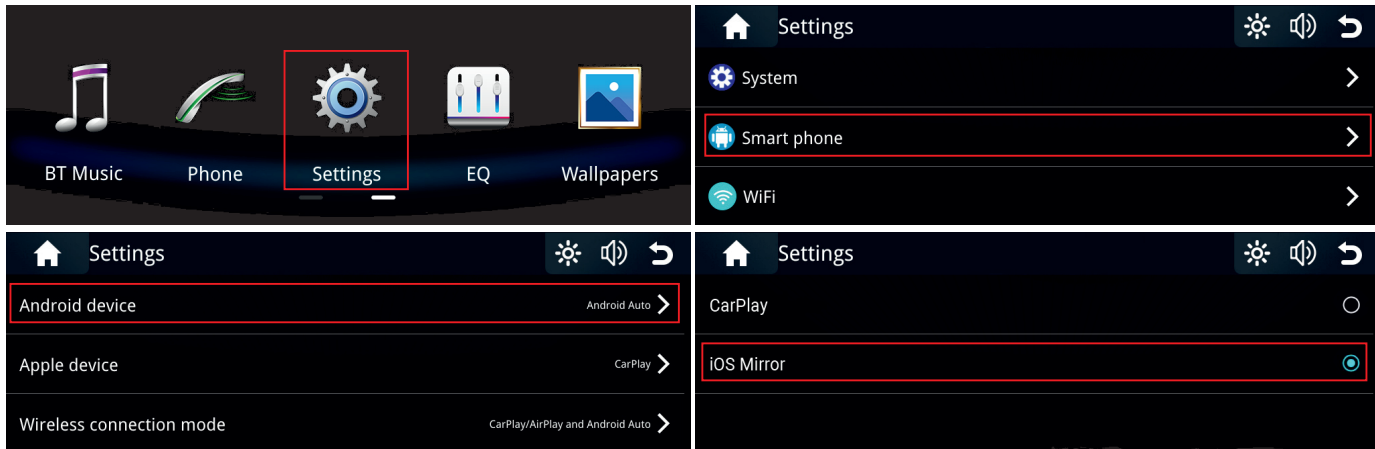 BT Music
Phone
Settings
EQ
Wallpapers
Settings
System
Smart phone
WiFi
Settings
Android device Android Auto
Apple device CarPlay
Wireless connection mode CarPlay/AirPlay and Android Auto
Settings
CarPlay
iOS Mirror